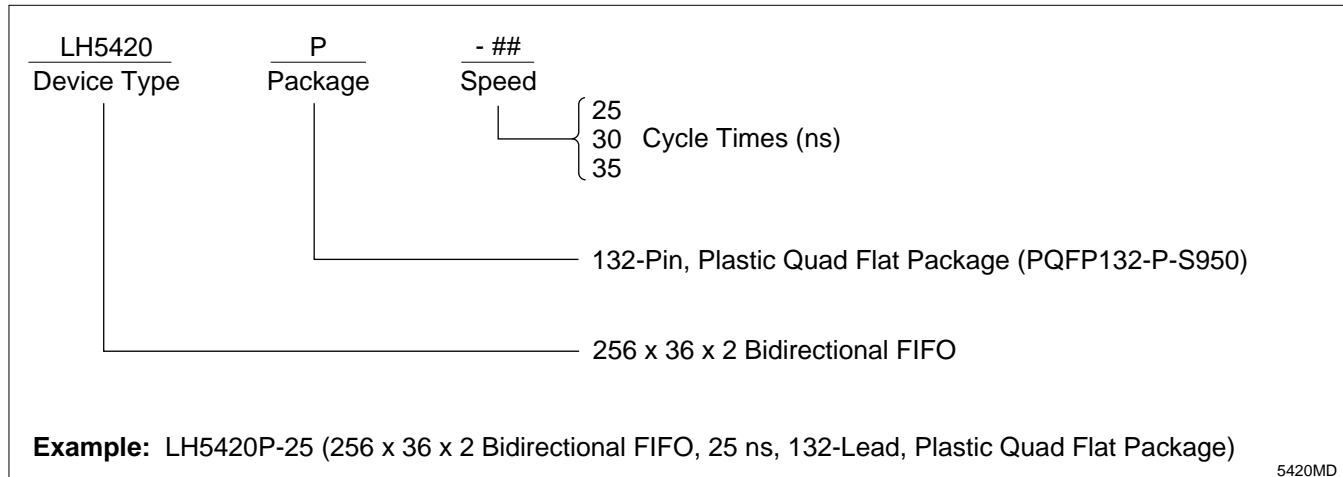 LH5420 P - ##
Device Type Package Speed
25
30 Cycle Times (ns)
35
132-Pin, Plastic Quad Flat Package (PQFP132-P-S950)
256 x 36 x 2 Bidirectional FIFO
Example: LH5420P-25 (256 x 36 x 2 Bidirectional FIFO, 25 ns, 132-Lead, Plastic Quad Flat Package)
5420MD